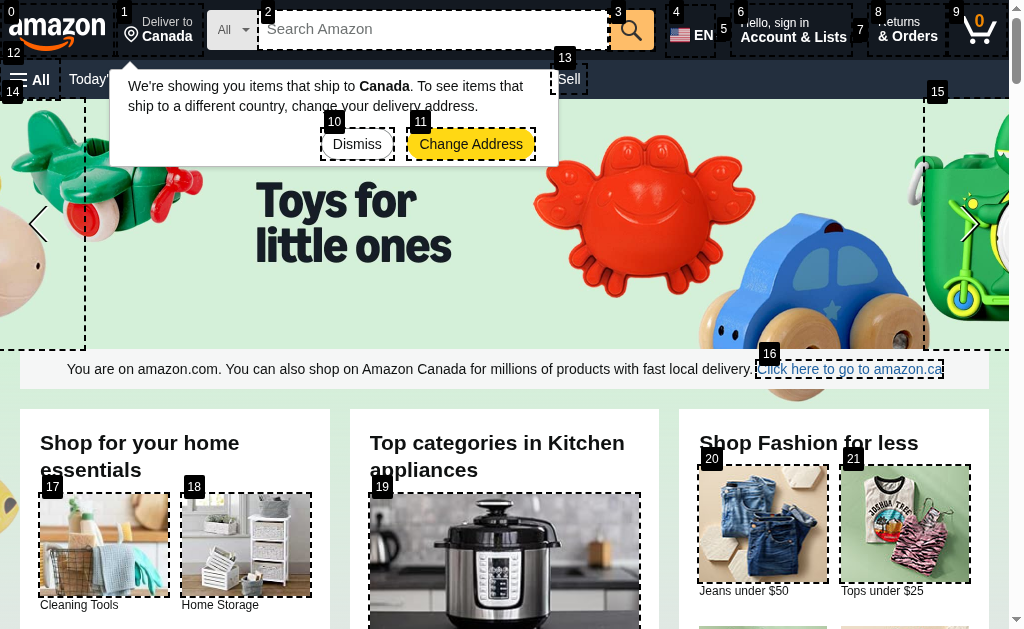 0
1
2
3
4
5
6
7
8
9
amazon
Deliver to
Canada
All
Search Amazon
EN
Hello, sign in
Account & Lists
Returns
& Orders
0
12
13
All
Today'
Sell
14
15
We're showing you items that ship to Canada. To see items that
ship to a different country, change your delivery address.
10
11
Dismiss
Change Address
Toys for
little ones
16
You are on amazon.com. You can also shop on Amazon Canada for millions of products with fast local delivery. Click here to go to amazon.ca
Shop for your home
essentials
17
18
Cleaning Tools
Home Storage
Top categories in Kitchen
appliances
19
Shop Fashion for less
20
21
JOSHUA TREE
Jeans under $50
Tops under $25